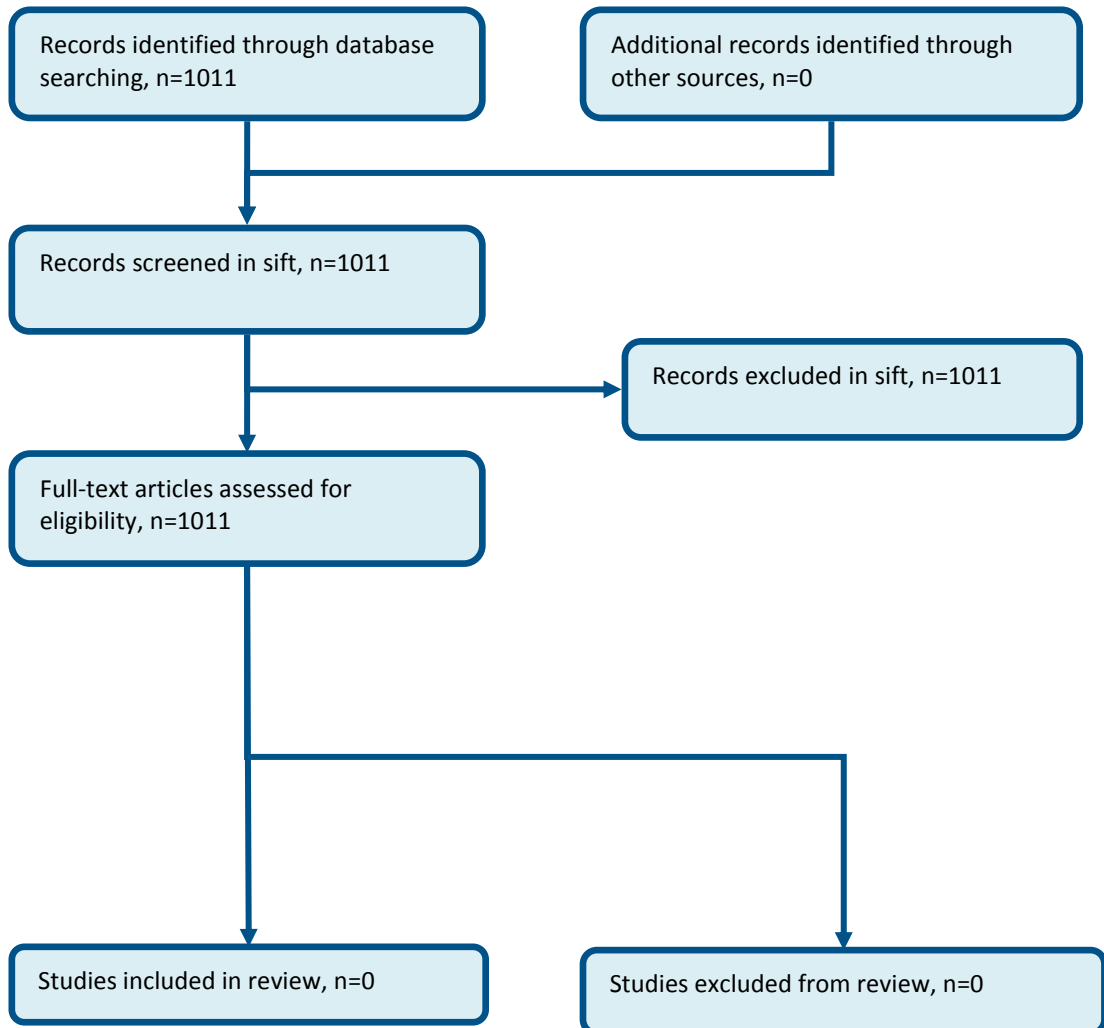 Records identified through database
searching, n=1011
Additional records identified through
other sources, n=0
Records screened in sift, n=1011
Records excluded in sift, n=1011
Full-text articles assessed for
eligibility, n=1011
Studies included in review, n=0
Studies excluded from review, n=0